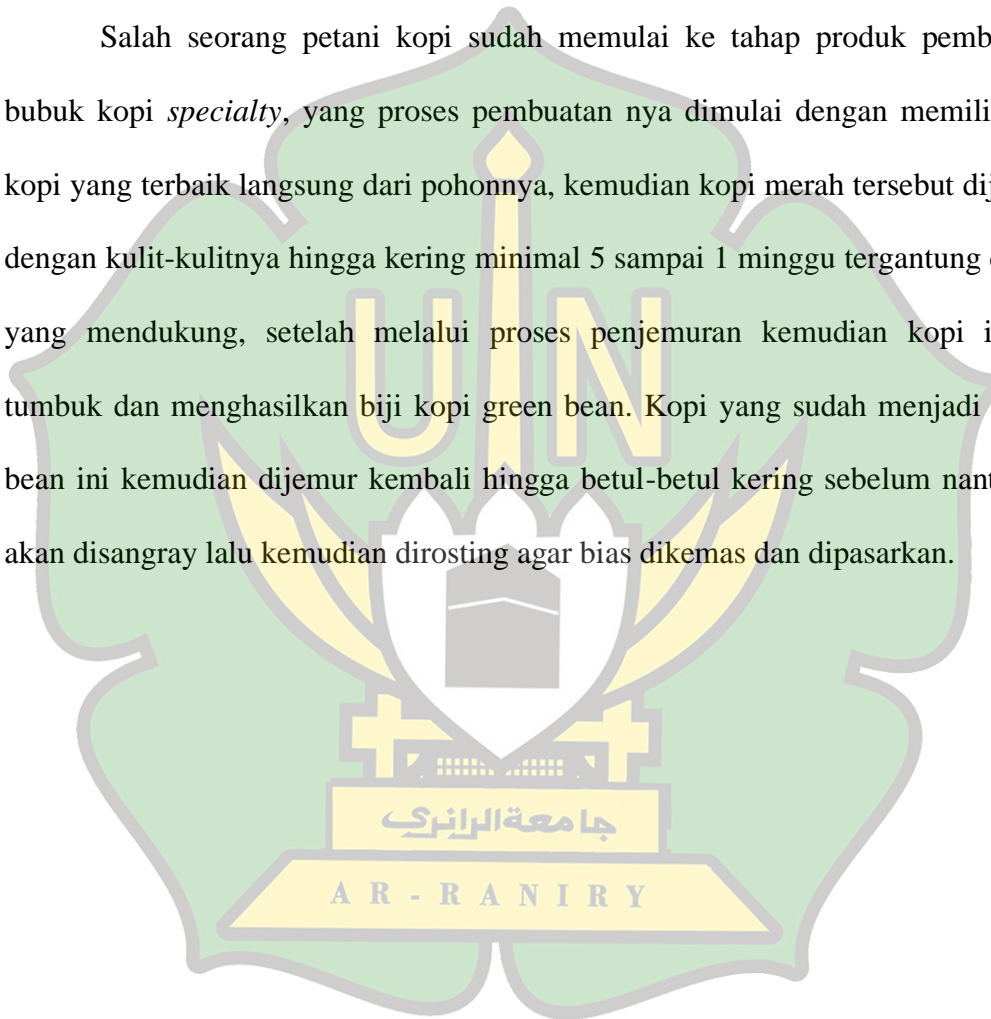 Salah seorang petani kopi sudah memulai ke tahap produk pemb
bubuk kopi specialty, yang proses pembuatan nya dimulai dengan memili
kopi yang terbaik langsung dari pohonnya, kemudian kopi merah tersebut dij
dengan kulit-kulitnya hingga kering minimal 5 sampai 1 minggu tergantung
yang mendukung, setelah melalui proses penjemuran kemudian kopi i
tumbuk dan menghasilkan biji kopi green bean. Kopi yang sudah menjadi
bean ini kemudian dijemur kembali hingga betul-betul kering sebelum nant
akan disangray lalu kemudian dirosting agar bias dikemas dan dipasarkan.
UIN
جامعة الرانري
AR-RANIRY